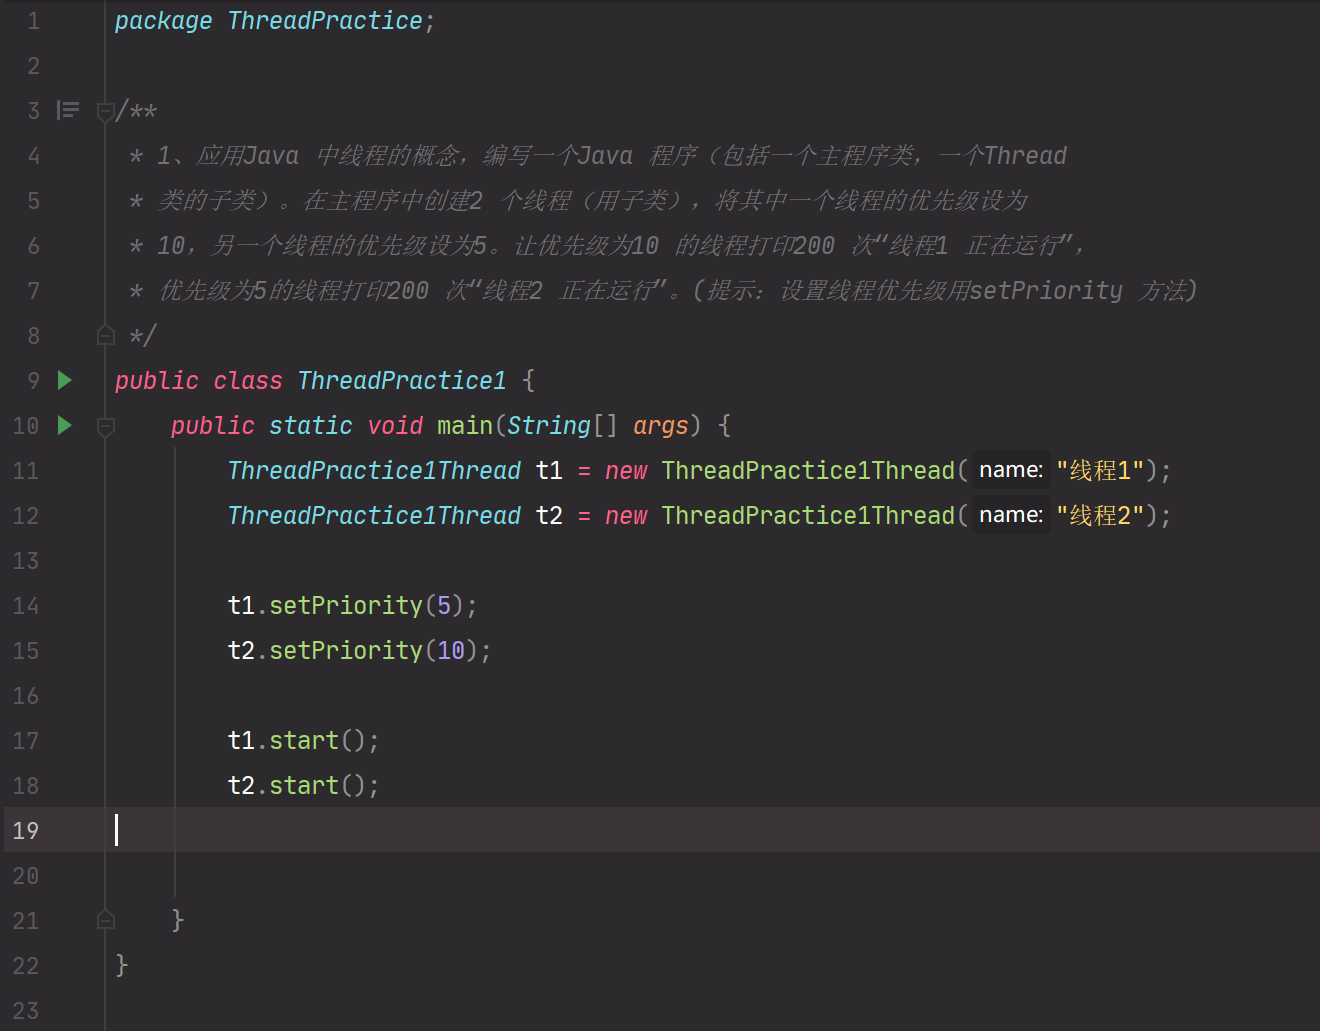 1 package ThreadPractice;
2
3 /**
4 * 1、应用Java 中线程的概念，编写一个Java 程序（包括一个主程序类，一个Thread
5 * 类的子类）。在主程序中创建2 个线程（用子类），将其中一个线程的优先级设为
6 * 10，另一个线程的优先级设为5。让优先级为10 的线程打印200 次“线程1 正在运行”，
7 * 优先级为5的线程打印200 次“线程2 正在运行”。(提示：设置线程优先级用setPriority 方法)
8 */
9 public class ThreadPractice1 {
10 public static void main(String[] args) {
11 ThreadPractice1Thread t1 = new ThreadPractice1Thread( name: "线程1");
12 ThreadPractice1Thread t2 = new ThreadPractice1Thread( name: "线程2");
13
14 t1.setPriority(5);
15 t2.setPriority(10);
16
17 t1.start();
18 t2.start();
19
20
21 }
22 }
23